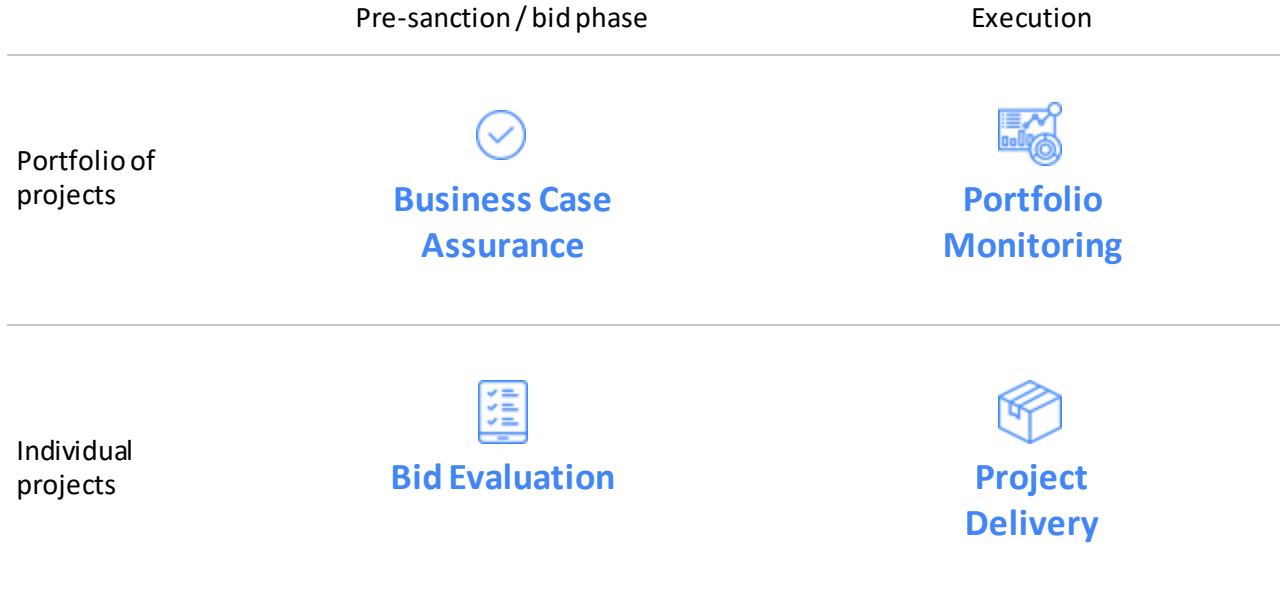 Pre-sanction / bid phase
Execution
Portfolio of
projects
Business Case
Assurance
Portfolio
Monitoring
Individual
projects
Bid Evaluation
Project
Delivery